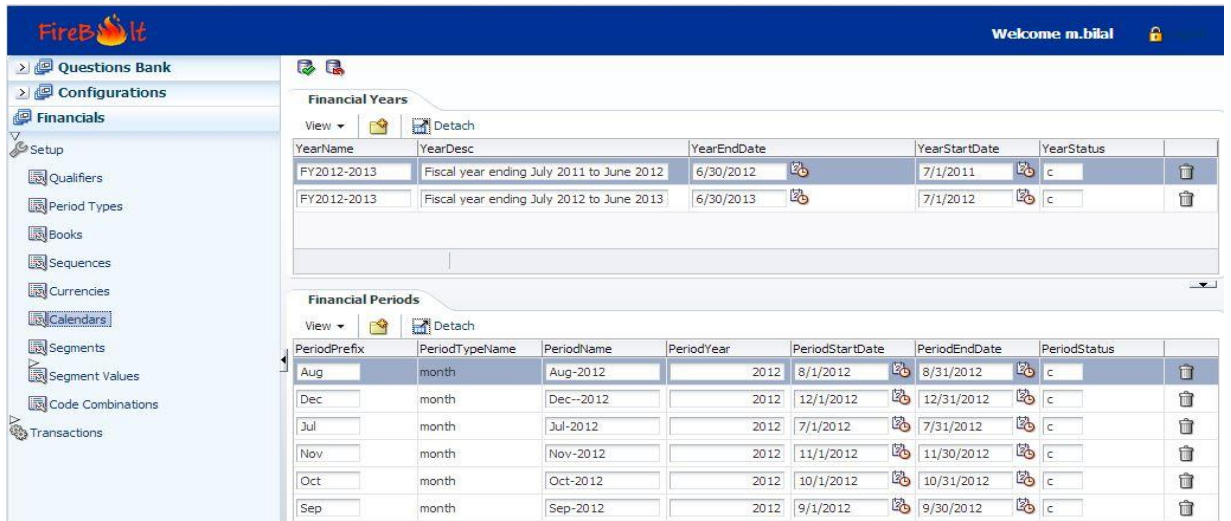 FireBolt
Welcome m.bilal
Questions Bank
Configurations
Financials
Setup
Qualifiers
Period Types
Books
Sequences
Currencies
Calendars
Segments
Segment Values
Code Combinations
Transactions
Financial Years
View Detach
YearName YearDesc YearEndDate YearStartDate YearStatus
FY2012-2013 Fiscal year ending July 2011 to June 2012 6/30/2012 7/1/2011 c
FY2012-2013 Fiscal year ending July 2012 to June 2013 6/30/2013 7/1/2012 c
Financial Periods
View Detach
PeriodPrefix PeriodTypeName PeriodName PeriodYear PeriodStartDate PeriodEndDate PeriodStatus
Aug month Aug-2012 2012 8/1/2012 8/31/2012 c
Dec month Dec--2012 2012 12/1/2012 12/31/2012 c
Jul month Jul-2012 2012 7/1/2012 7/31/2012 c
Nov month Nov-2012 2012 11/1/2012 11/30/2012 c
Oct month Oct-2012 2012 10/1/2012 10/31/2012 c
Sep month Sep-2012 2012 9/1/2012 9/30/2012 c